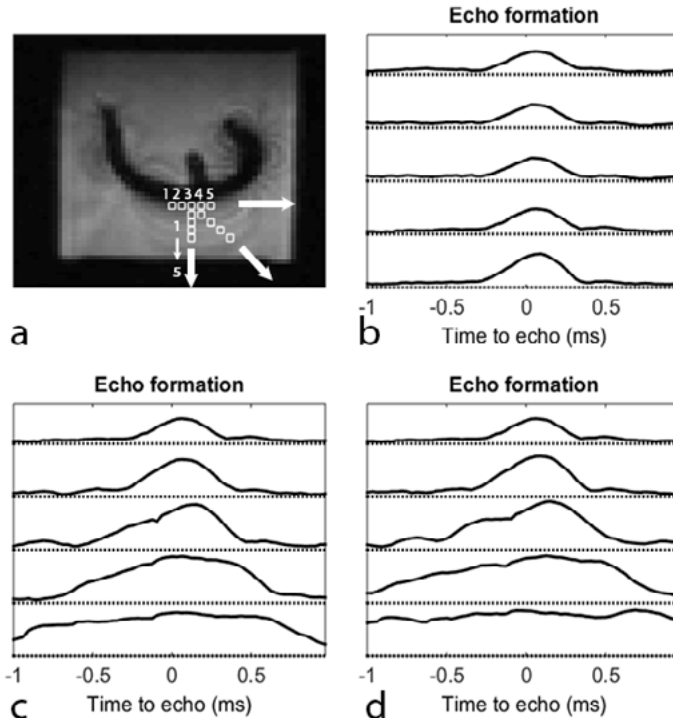 1 2 3 4 5
1
5
a
Echo formation
-1 -0.5 0 0.5
Time to echo (ms)
b
Echo formation
-1 -0.5 0 0.5
Time to echo (ms)
c
Echo formation
-1 -0.5 0 0.5
Time to echo (ms)
d